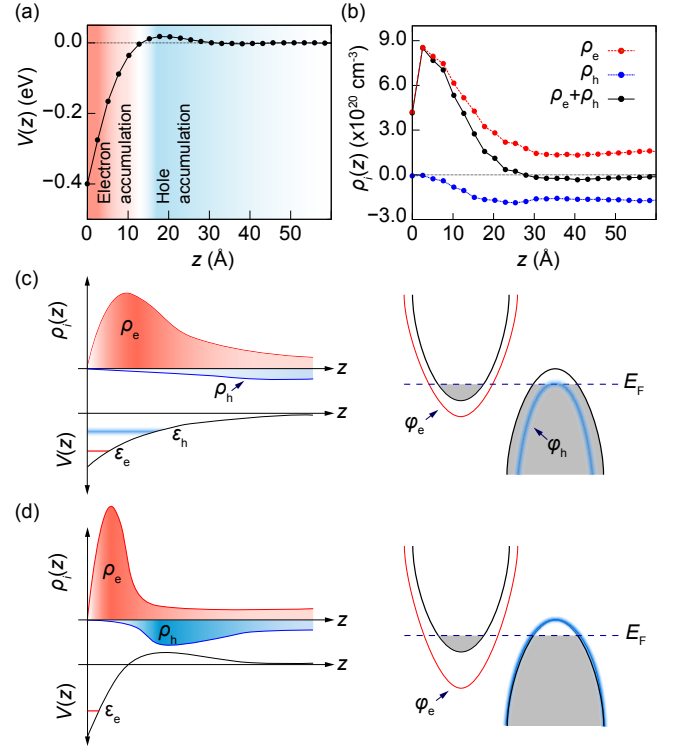 (a)
0.0
−0.2
−0.4
V(z) (eV)
Electron
accumulation
Hole
accumulation
0 10 20 30 40 50
z (Å)
(b)
9.0
6.0
3.0
0.0
−3.0
ρi(z) (x10²⁰ cm⁻³)
ρe
ρh
ρe+ρh
0 10 20 30 40 50
z (Å)
(c)
ρi(z)
ρe
z
ρh
z
V(z)
εh
εe
EF
φe
φh
(d)
ρi(z)
ρe
z
ρh
z
V(z)
εe
EF
φe